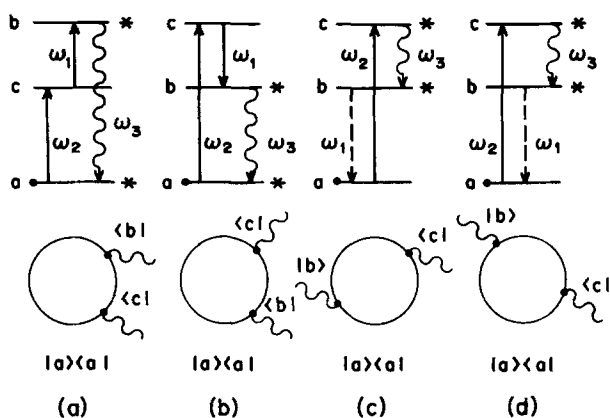 b * c * c * c *
ω₁ ω₁ ω₂ ω₃ ω₃
c b * b * b *
ω₂ ω₃ ω₂ ω₃ ω₁ ω₂ ω₁
a * a a a
⟨b| ⟨c| |b⟩ ⟨c| |b⟩
⟨c| ⟨b| ⟨c|
|a⟩⟨a| |a⟩⟨a| |a⟩⟨a| |a⟩⟨a|
(a) (b) (c) (d)